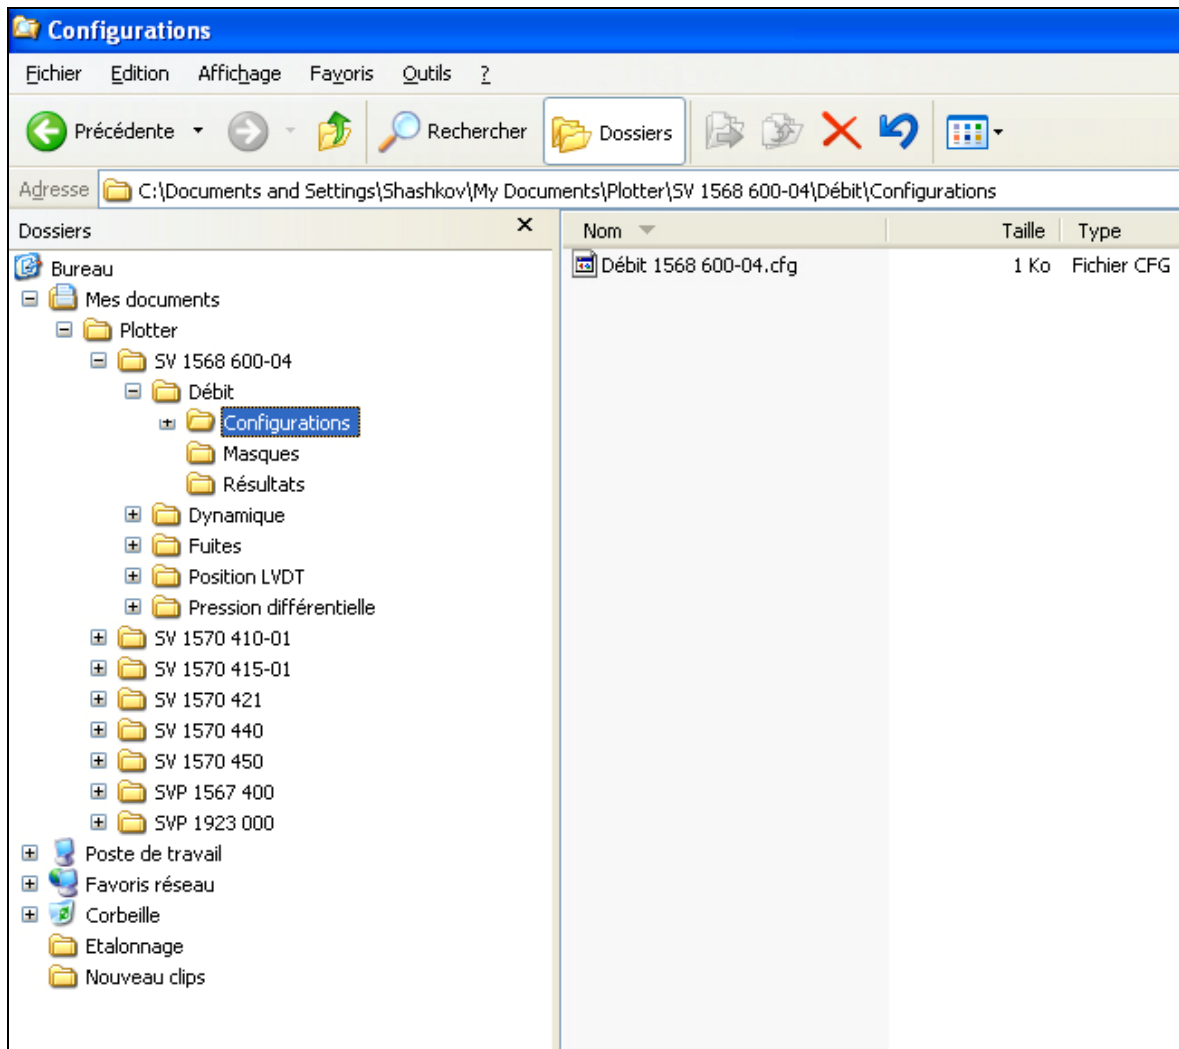 Configurations
Fichier Edition Affichage Favoris Outils ?
Précédente Rechercher Dossiers
Adresse C:\Documents and Settings\Shashkov\My Documents\Plotter\SV 1568 600-04\Débit\Configurations
Dossiers x Nom Taille Type
Bureau Débit 1568 600-04.cfg 1 Ko Fichier CFG
Mes documents
Plotter
SV 1568 600-04
Débit
Configurations
Masques
Résultats
Dynamique
Fuites
Position LVDT
Pression différentielle
SV 1570 410-01
SV 1570 415-01
SV 1570 421
SV 1570 440
SV 1570 450
SVP 1567 400
SVP 1923 000
Poste de travail
Favoris réseau
Corbeille
Etalonnage
Nouveau clips